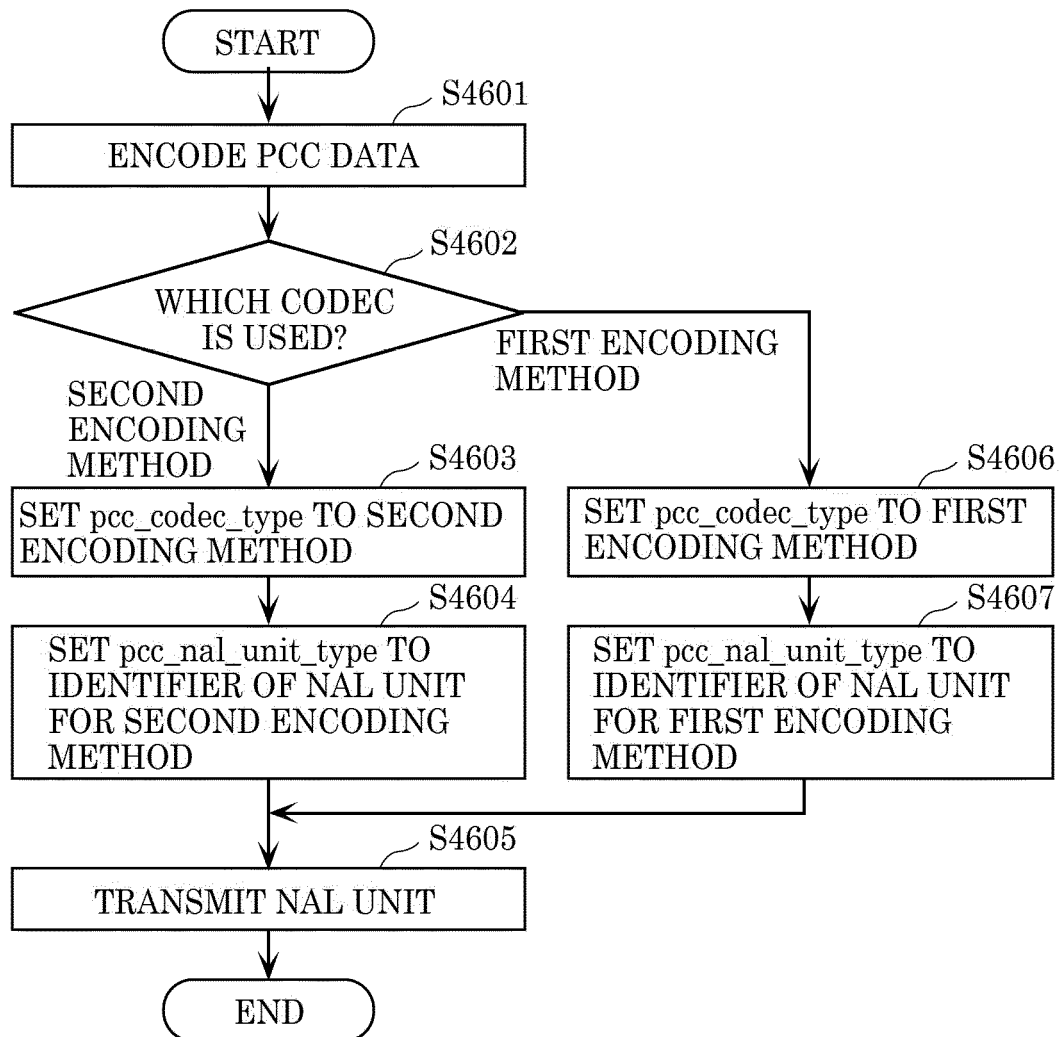 START
S4601
ENCODE PCC DATA
S4602
WHICH CODEC
IS USED?
FIRST ENCODING
METHOD
SECOND
ENCODING
METHOD
S4603
SET pcc_codec_type TO SECOND
ENCODING METHOD
S4606
SET pcc_codec_type TO FIRST
ENCODING METHOD
S4604
SET pcc_nal_unit_type TO
IDENTIFIER OF NAL UNIT
FOR SECOND ENCODING
METHOD
S4607
SET pcc_nal_unit_type TO
IDENTIFIER OF NAL UNIT
FOR FIRST ENCODING
METHOD
S4605
TRANSMIT NAL UNIT
END